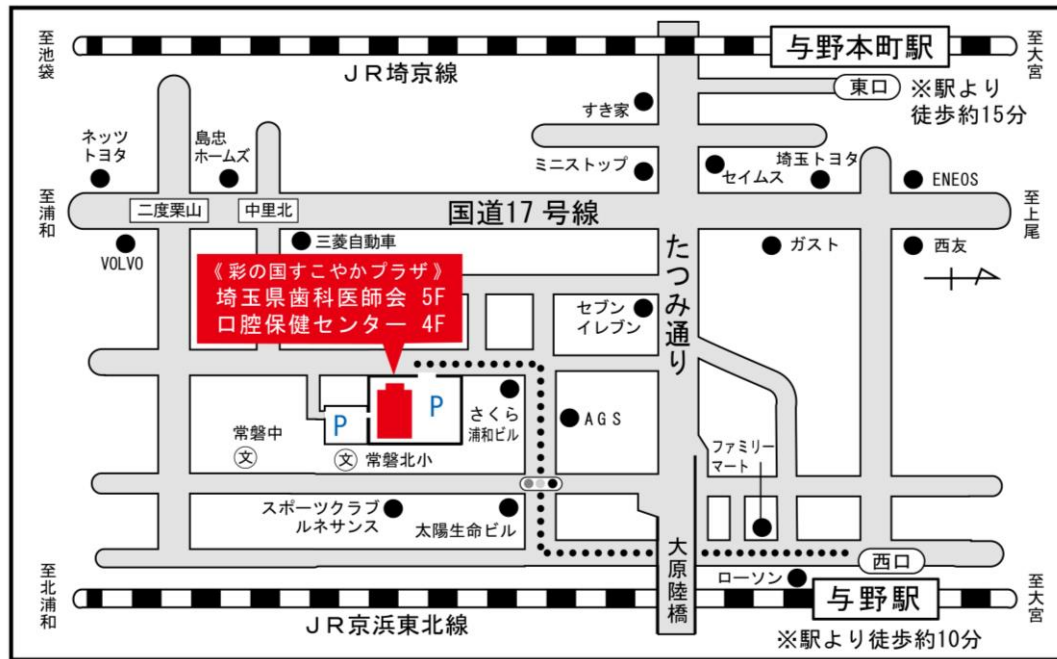 至池袋
JR埼京線
与野本町駅
至大宮
東口
※駅より
徒歩約15分
すき家
ネッツ
トヨタ
島忠
ホームズ
ミニストップ
セイムス
埼玉トヨタ
ENEOS
至浦和
二度栗山
中里北
国道17号線
至上尾
VOLVO
三菱自動車
たつみ通り
ガスト
西友
《彩の国すこやかプラザ》
埼玉県歯科医師会 5F
口腔保健センター 4F
セブン
イレブン
P
P
さくら
浦和ビル
AGS
常磐中
文
文
常磐北小
ファミリー
マート
スポーツクラブ
ルネサンス
太陽生命ビル
大原陸橋
西口
ローソン
至北浦和
JR京浜東北線
与野駅
至大宮
※駅より徒歩約10分